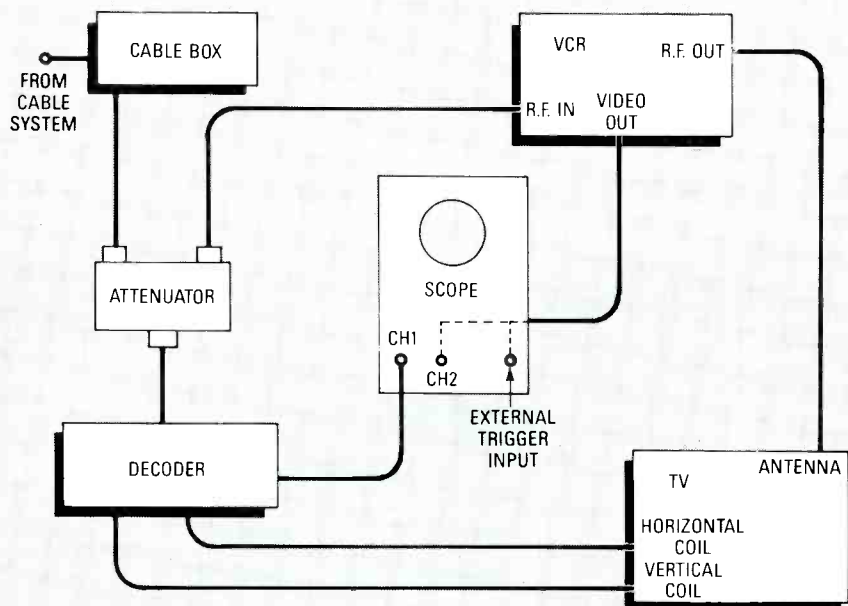 CABLE BOX
FROM
CABLE
SYSTEM
VCR
R.F. OUT
R.F. IN
VIDEO
OUT
ATTENUATOR
SCOPE
CH1
CH2
EXTERNAL
TRIGGER
INPUT
DECODER
ANTENNA
TV
HORIZONTAL
COIL
VERTICAL
COIL